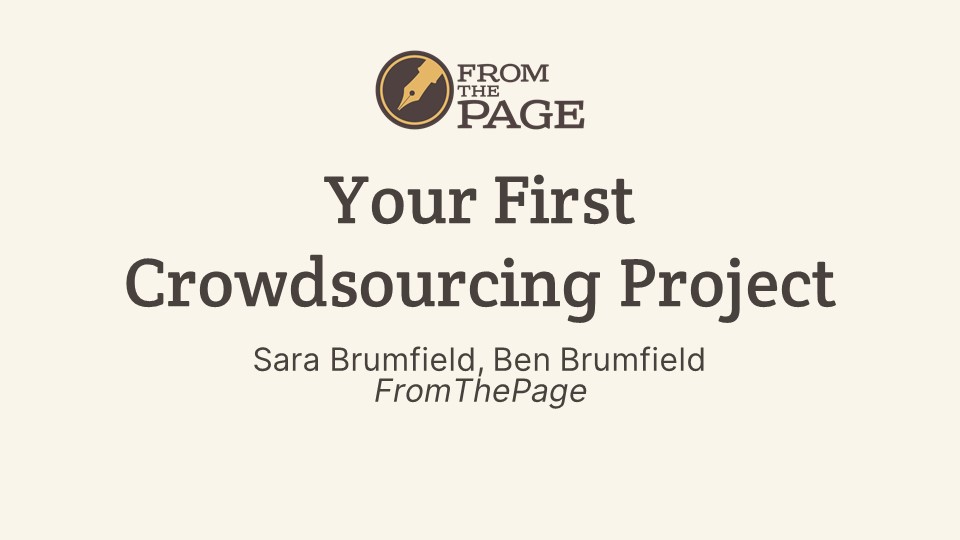 FROM
THE
PAGE
Your First
Crowdsourcing Project
Sara Brumfield, Ben Brumfield
FromThePage